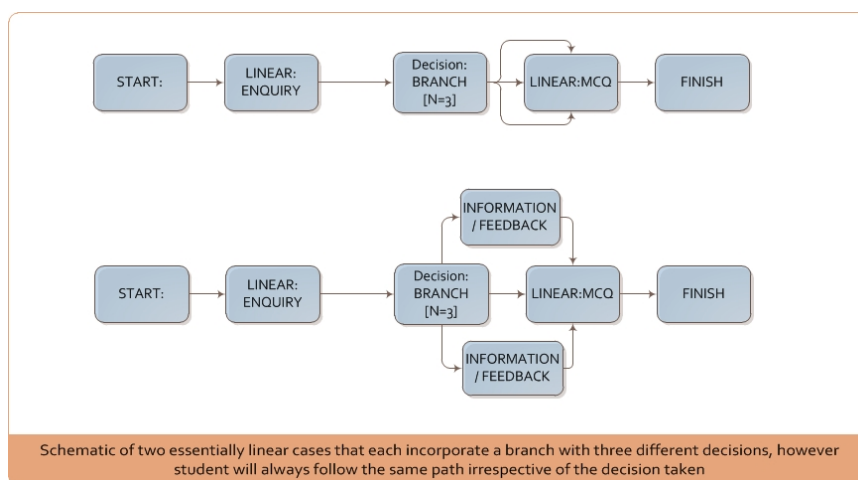 START:
LINEAR:
ENQUIRY
Decision:
BRANCH
[N=3]
LINEAR:MCQ
FINISH
INFORMATION
/ FEEDBACK
START:
LINEAR:
ENQUIRY
Decision:
BRANCH
[N=3]
LINEAR:MCQ
FINISH
INFORMATION
/ FEEDBACK
Schematic of two essentially linear cases that each incorporate a branch with three different decisions, however
student will always follow the same path irrespective of the decision taken